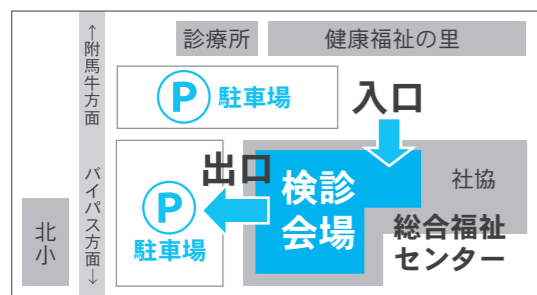 ↑附馬牛方面
バイパス方面↓
診療所
健康福祉の里
P 駐車場
入口
出口
検診
会場
社協
P
駐車場
北小
総合福祉
センター